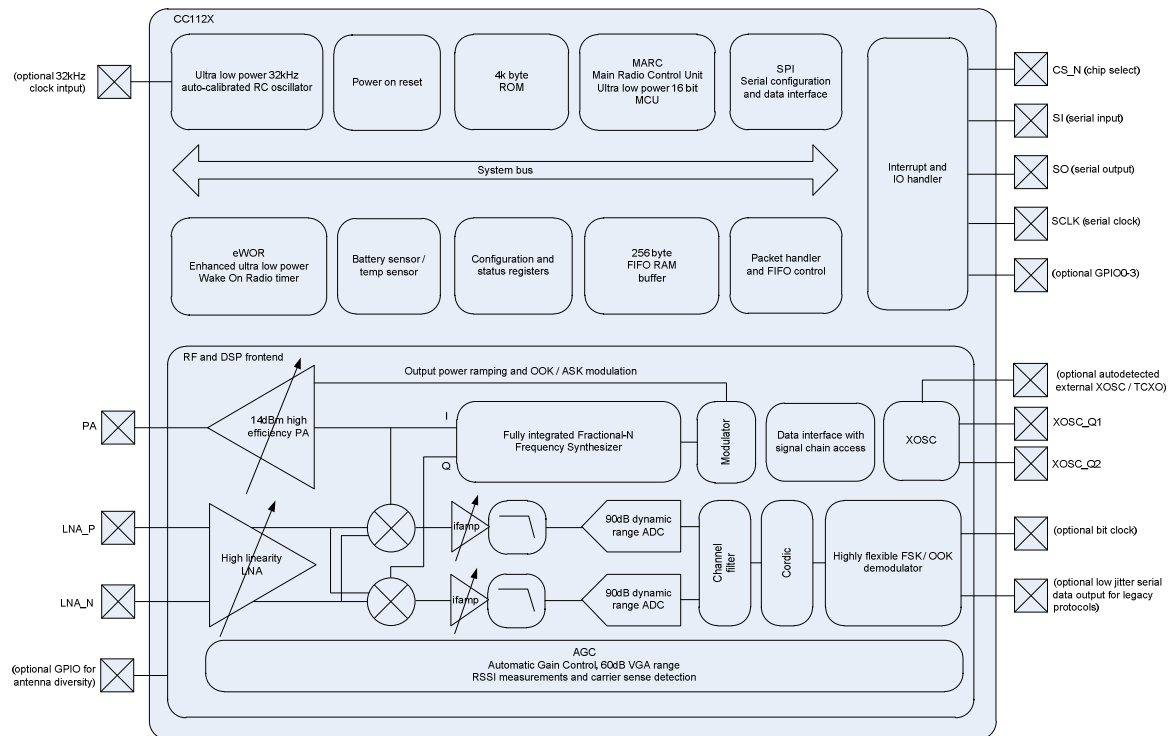 CC112X
(optional 32kHz
clock intput)
Ultra low power 32kHz
auto-calibrated RC oscillator
Power on reset
4k byte
ROM
MARC
Main Radio Control Unit
Ultra low power 16 bit
MCU
SPI
Serial configuration
and data interface
Interrupt and
IO handler
CS_N (chip select)
SI (serial input)
SO (serial output)
SCLK (serial clock)
(optional GPIO0-3)
System bus
eWOR
Enhanced ultra low power
Wake On Radio timer
Battery sensor /
temp sensor
Configuration and
status registers
256 byte
FIFO RAM
buffer
Packet handler
and FIFO control
RF and DSP frontend
Output power ramping and OOK / ASK modulation
PA
14dBm high
efficiency PA
I
Q
Fully integrated Fractional-N
Frequency Synthesizer
Modulator
Data interface with
signal chain access
XOSC
(optional autodetected
external XOSC / TCXO)
XOSC_Q1
XOSC_Q2
LNA_P
LNA_N
High linearity
LNA
ifamp
90dB dynamic
range ADC
ifamp
90dB dynamic
range ADC
Channel
filter
Cordic
Highly flexible FSK / OOK
demodulator
(optional bit clock)
(optional low jitter serial
data output for legacy
protocols)
(optional GPIO for
antenna diversity)
AGC
Automatic Gain Control, 60dB VGA range
RSSI measurements and carrier sense detection